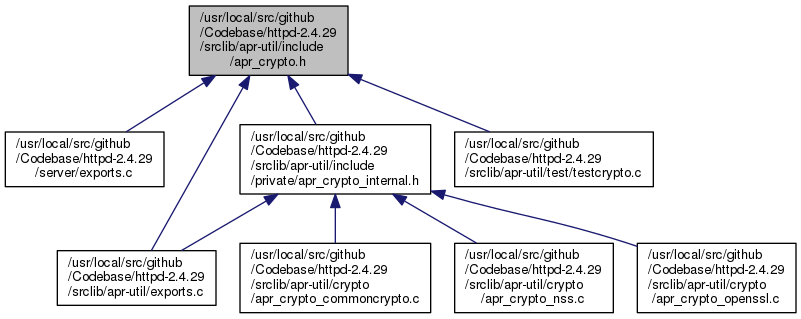 /usr/local/src/github
/Codebase/httpd-2.4.29
/srclib/apr-util/include
/apr_crypto.h
/usr/local/src/github
/Codebase/httpd-2.4.29
/server/exports.c
/usr/local/src/github
/Codebase/httpd-2.4.29
/srclib/apr-util/include
/private/apr_crypto_internal.h
/usr/local/src/github
/Codebase/httpd-2.4.29
/srclib/apr-util/test/testcrypto.c
/usr/local/src/github
/Codebase/httpd-2.4.29
/srclib/apr-util/exports.c
/usr/local/src/github
/Codebase/httpd-2.4.29
/srclib/apr-util/crypto
/apr_crypto_commoncrypto.c
/usr/local/src/github
/Codebase/httpd-2.4.29
/srclib/apr-util/crypto
/apr_crypto_nss.c
/usr/local/src/github
/Codebase/httpd-2.4.29
/srclib/apr-util/crypto
/apr_crypto_openssl.c